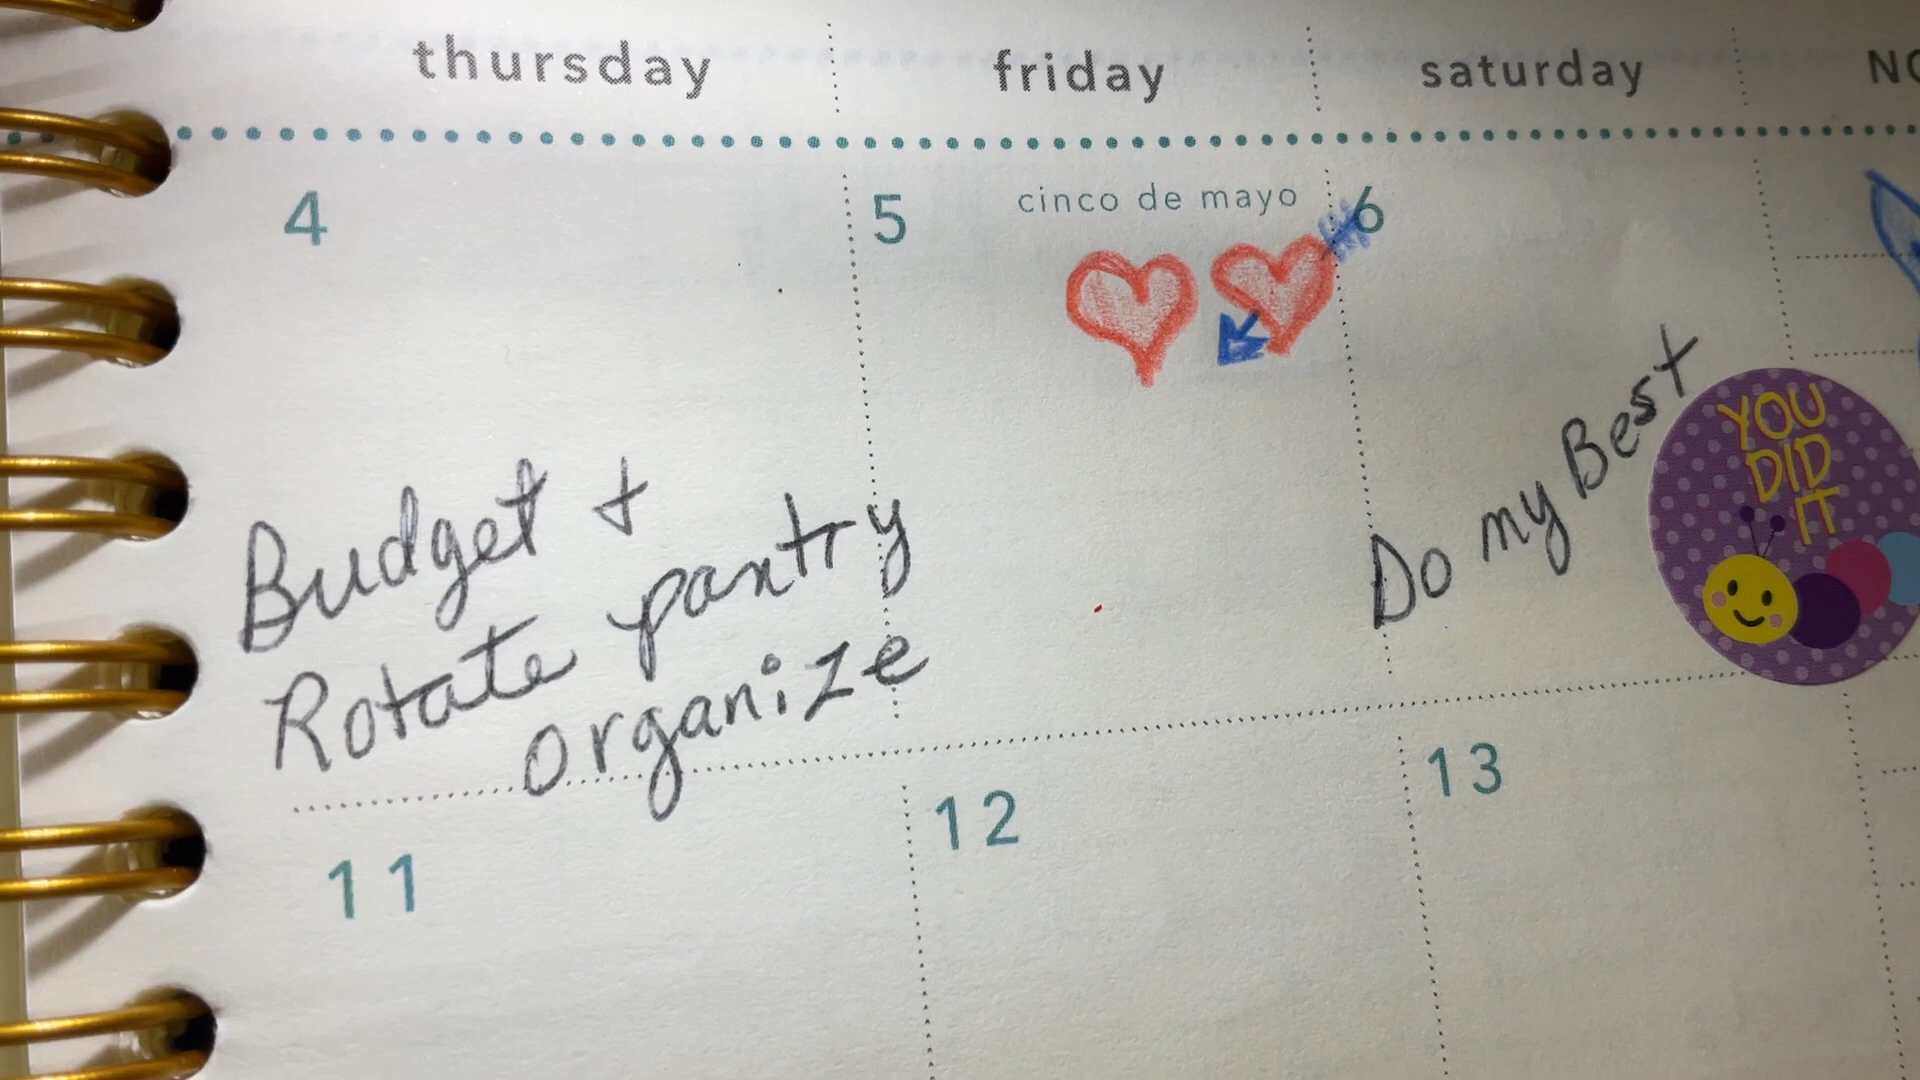 thursday friday saturday NO
4 5 cinco de mayo 6
Budget +
Rotate pantry
organize
Do my Best
YOU
DID
IT
11 12 13